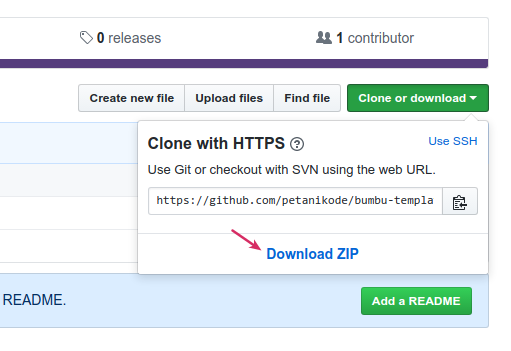 0 releases
1 contributor
Create new file
Upload files
Find file
Clone or download
Clone with HTTPS
Use SSH
Use Git or checkout with SVN using the web URL.
https://github.com/petanikode/bumbu-templa
Download ZIP
README.
Add a README